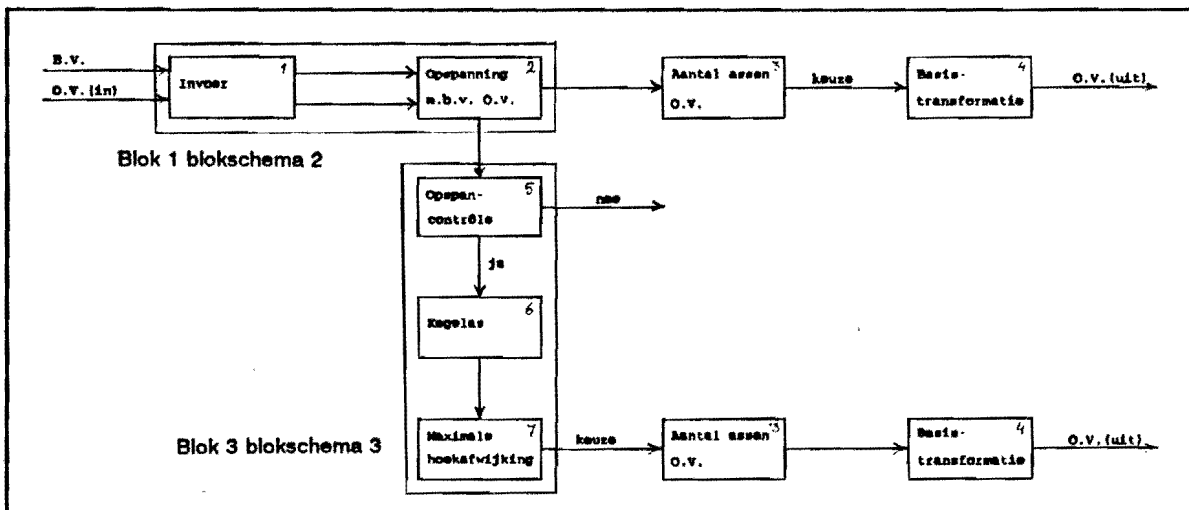 B.V.
O.V.(in)
Invoer 1
Opspanning 2
m.b.v. O.V.
Aantal assen 3
O.V.
keuze
Basis- 4
transformatie
O.V.(uit)
Blok 1 blokschema 2
Opspan- 5
contrôle
nee
ja
Kegelas 6
Blok 3 blokschema 3
Maximale 7
hoekafwijking
keuze
Aantal assen 3
O.V.
Basis- 4
transformatie
O.V.(uit)